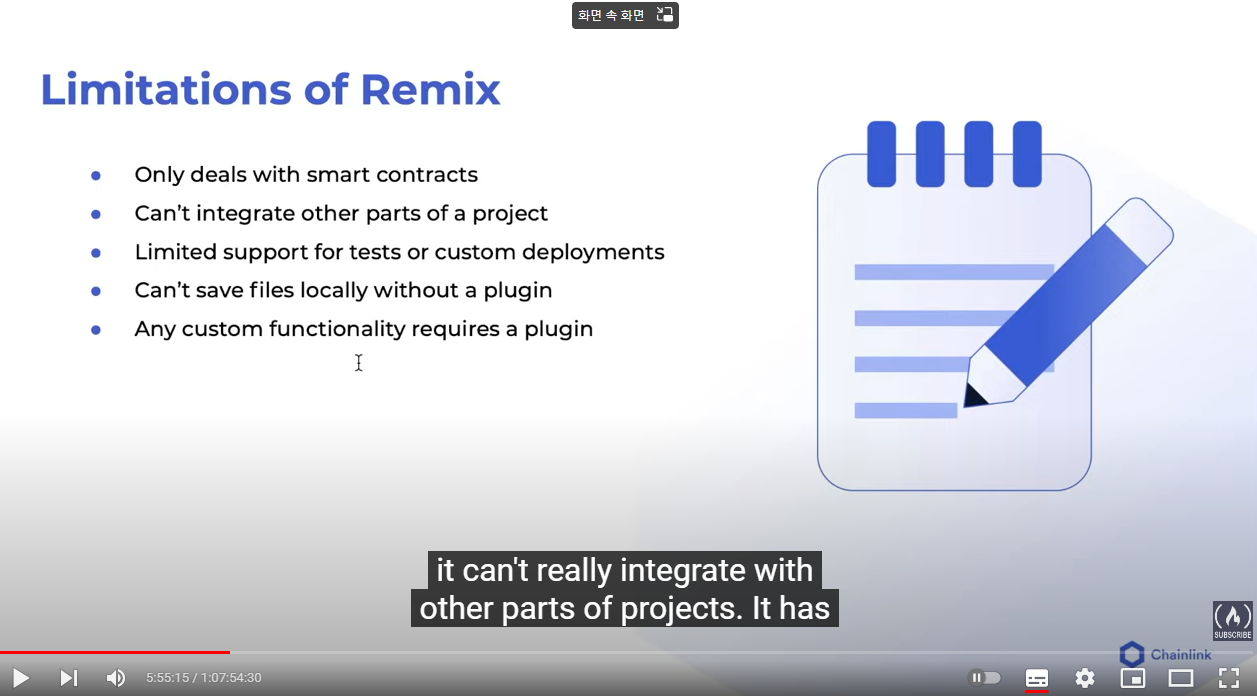 화면 속 화면
Limitations of Remix
Only deals with smart contracts
Can't integrate other parts of a project
Limited support for tests or custom deployments
Can't save files locally without a plugin
Any custom functionality requires a plugin
it can't really integrate with
other parts of projects. It has
SUBSCRIBE
Chainlink
5:55:15 / 1:07:54:30